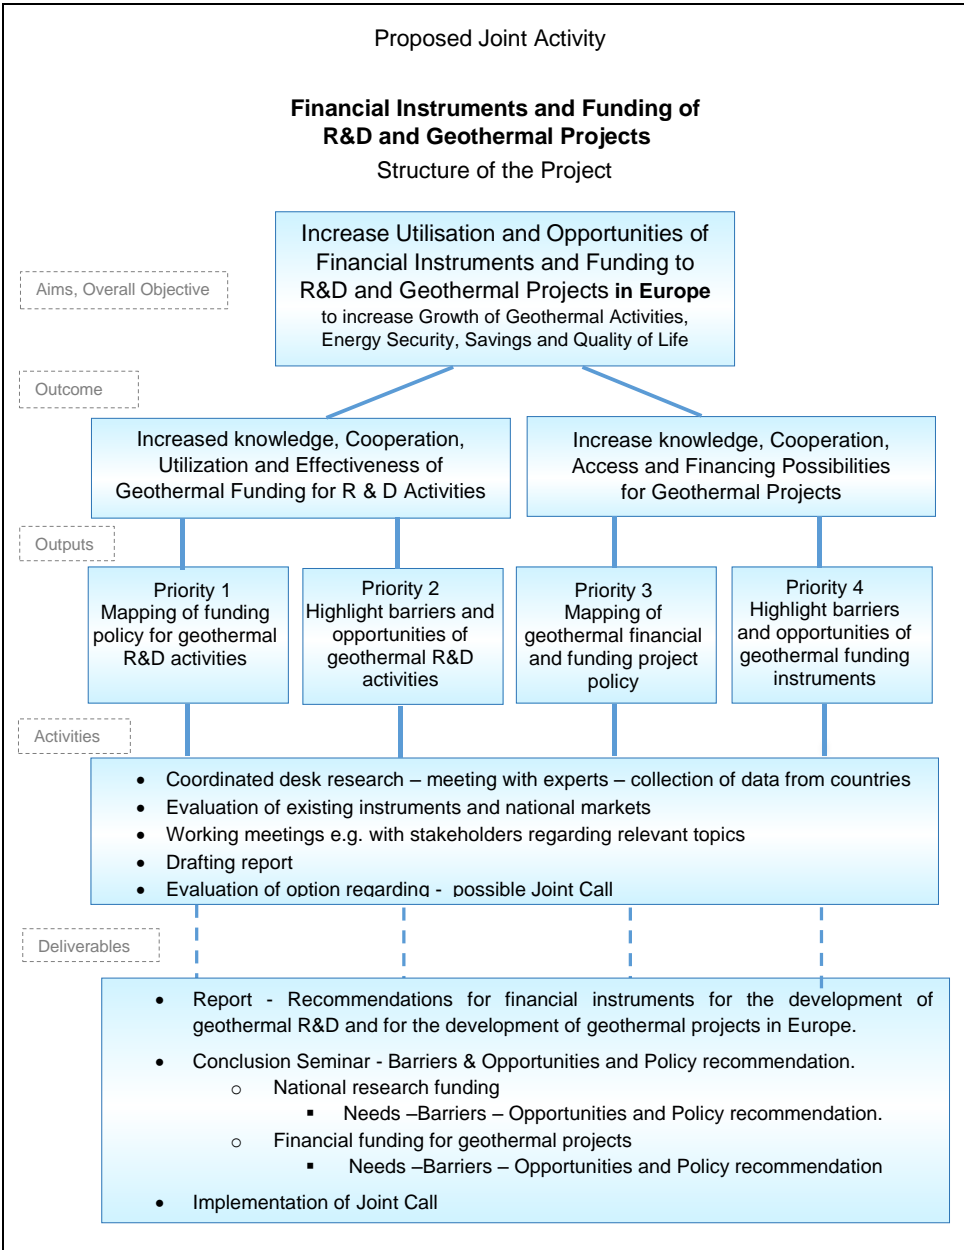 Proposed Joint Activity
Financial Instruments and Funding of
R&D and Geothermal Projects
Structure of the Project
Increase Utilisation and Opportunities of
Financial Instruments and Funding to
R&D and Geothermal Projects in Europe
to increase Growth of Geothermal Activities,
Energy Security, Savings and Quality of Life
Aims, Overall Objective
Outcome
Increased knowledge, Cooperation,
Utilization and Effectiveness of
Geothermal Funding for R & D Activities
Increase knowledge, Cooperation,
Access and Financing Possibilities
for Geothermal Projects
Outputs
Priority 1
Mapping of funding
policy for geothermal
R&D activities
Priority 2
Highlight barriers and
opportunities of
geothermal R&D
activities
Priority 3
Mapping of
geothermal financial
and funding project
policy
Priority 4
Highlight barriers
and opportunities of
geothermal funding
instruments
Activities
• Coordinated desk research – meeting with experts – collection of data from countries
• Evaluation of existing instruments and national markets
• Working meetings e.g. with stakeholders regarding relevant topics
• Drafting report
• Evaluation of option regarding - possible Joint Call
Deliverables
• Report - Recommendations for financial instruments for the development of
geothermal R&D and for the development of geothermal projects in Europe.
• Conclusion Seminar - Barriers & Opportunities and Policy recommendation.
o National research funding
▪ Needs –Barriers – Opportunities and Policy recommendation.
o Financial funding for geothermal projects
▪ Needs –Barriers – Opportunities and Policy recommendation
• Implementation of Joint Call